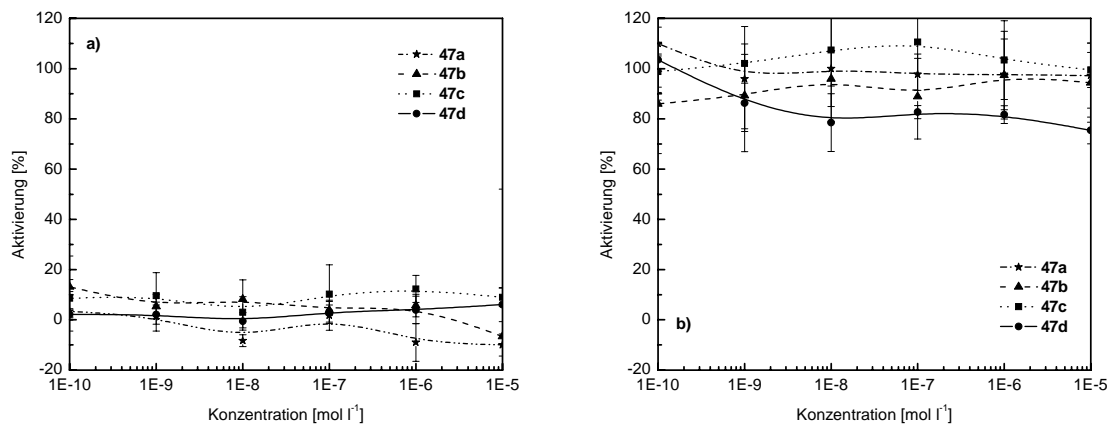 a)
47a
47b
47c
47d
120
100
80
60
40
20
0
-20
Aktivierung [%]
1E-10 1E-9 1E-8 1E-7 1E-6 1E-5
Konzentration [mol l⁻¹]
120
100
80
60
40
20
0
-20
Aktivierung [%]
47a
47b
47c
47d
b)
1E-10 1E-9 1E-8 1E-7 1E-6 1E-5
Konzentration [mol l⁻¹]